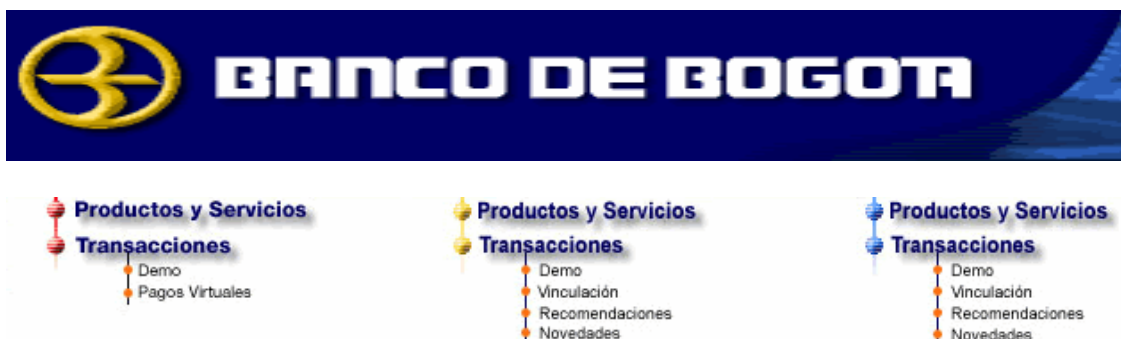 BANCO DE BOGOTA
Productos y Servicios
Transacciones
Demo
Pagos Virtuales
Productos y Servicios
Transacciones
Demo
Vinculación
Recomendaciones
Novedades
Productos y Servicios
Transacciones
Demo
Vinculación
Recomendaciones
Novedades